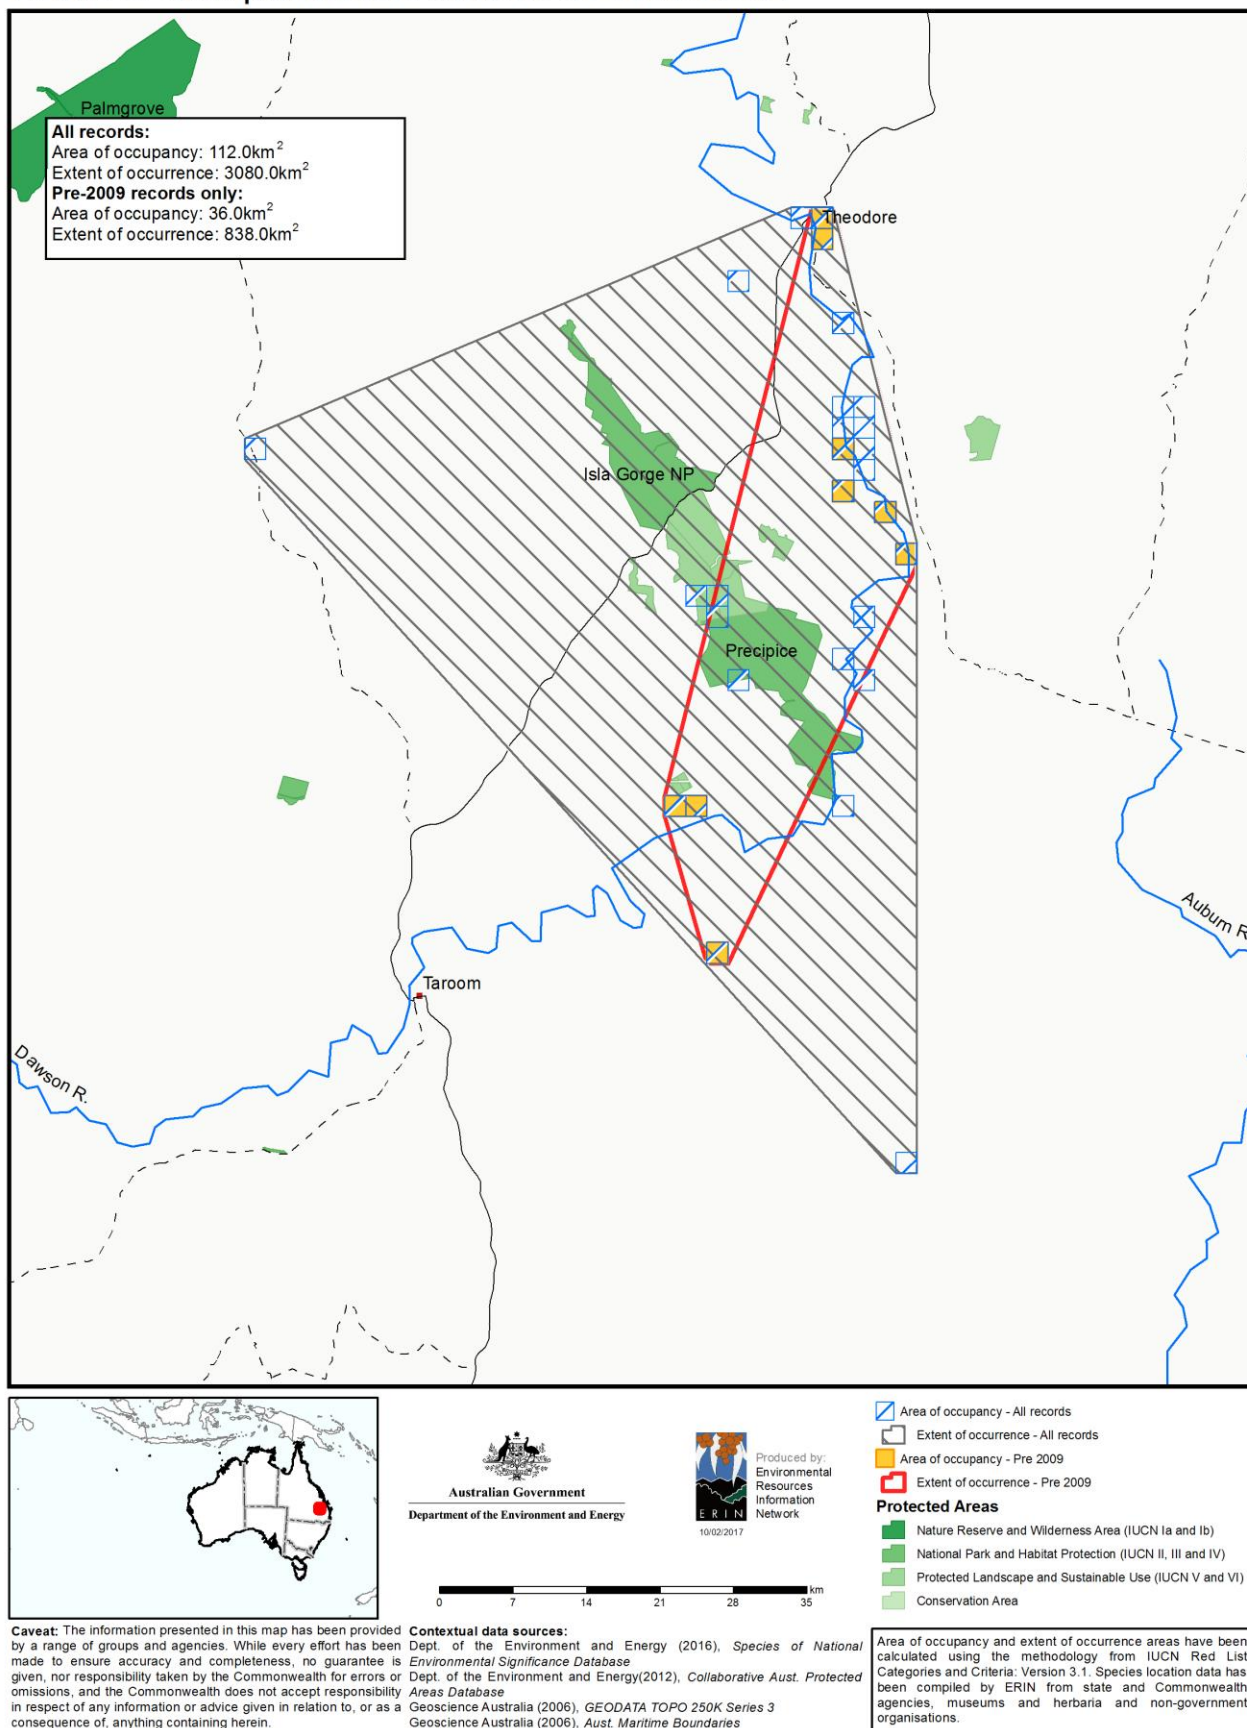 Palmgrove
All records:
Area of occupancy: 112.0km²
Extent of occurrence: 3080.0km²
Pre-2009 records only:
Area of occupancy: 36.0km²
Extent of occurrence: 838.0km²
Theodore
Isla Gorge NP
Precipice
Auburn R.
Taroom
Dawson R.
Australian Government
Department of the Environment and Energy
ERIN
Produced by:
Environmental
Resources
Information
Network
10/02/2017
0 7 14 21 28 35 km
Area of occupancy - All records
Extent of occurrence - All records
Area of occupancy - Pre 2009
Extent of occurrence - Pre 2009
Protected Areas
Nature Reserve and Wilderness Area (IUCN Ia and Ib)
National Park and Habitat Protection (IUCN II, III and IV)
Protected Landscape and Sustainable Use (IUCN V and VI)
Conservation Area
Caveat: The information presented in this map has been provided
by a range of groups and agencies. While every effort has been
made to ensure accuracy and completeness, no guarantee is
given, nor responsibility taken by the Commonwealth for errors or
omissions, and the Commonwealth does not accept responsibility
in respect of any information or advice given in relation to, or as a
consequence of, anything containing herein.
Contextual data sources:
Dept. of the Environment and Energy (2016), Species of National
Environmental Significance Database
Dept. of the Environment and Energy(2012), Collaborative Aust. Protected
Areas Database
Geoscience Australia (2006), GEODATA TOPO 250K Series 3
Geoscience Australia (2006), Aust. Maritime Boundaries
Area of occupancy and extent of occurrence areas have been
calculated using the methodology from IUCN Red List
Categories and Criteria: Version 3.1. Species location data has
been compiled by ERIN from state and Commonwealth
agencies, museums and herbaria and non-government
organisations.